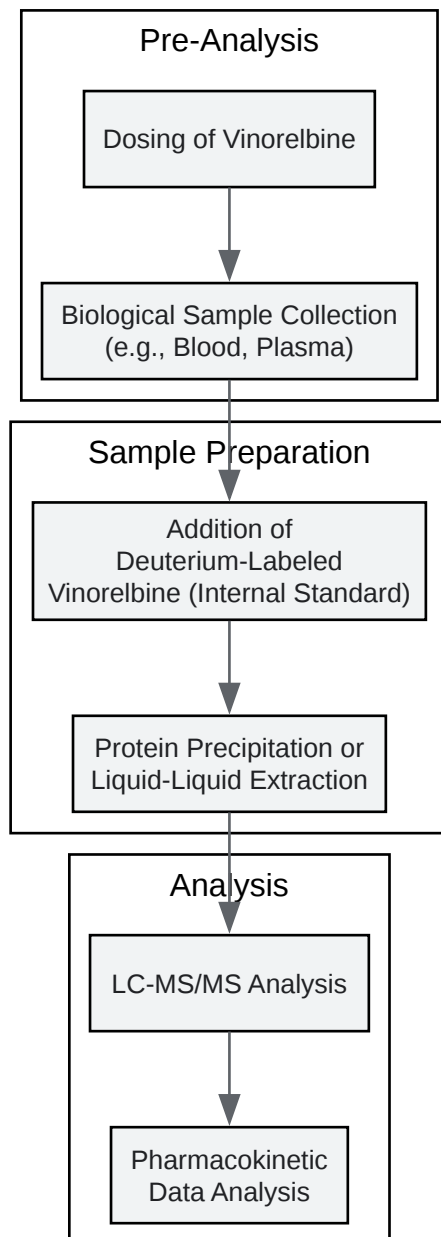 Pre-Analysis
Dosing of Vinorelbine
Biological Sample Collection
(e.g., Blood, Plasma)
Sample Preparation
Addition of
Deuterium-Labeled
Vinorelbine (Internal Standard)
Protein Precipitation or
Liquid-Liquid Extraction
Analysis
LC-MS/MS Analysis
Pharmacokinetic
Data Analysis